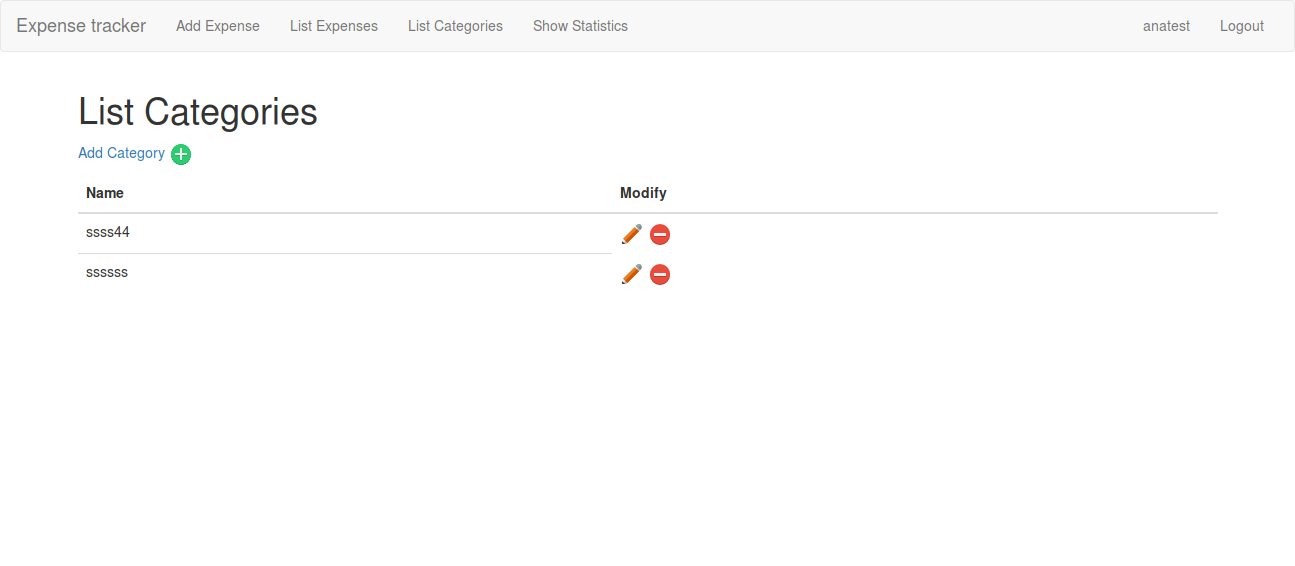 Expense tracker Add Expense List Expenses List Categories Show Statistics anatest Logout
List Categories
Add Category
Name Modify
ssss44
ssssss